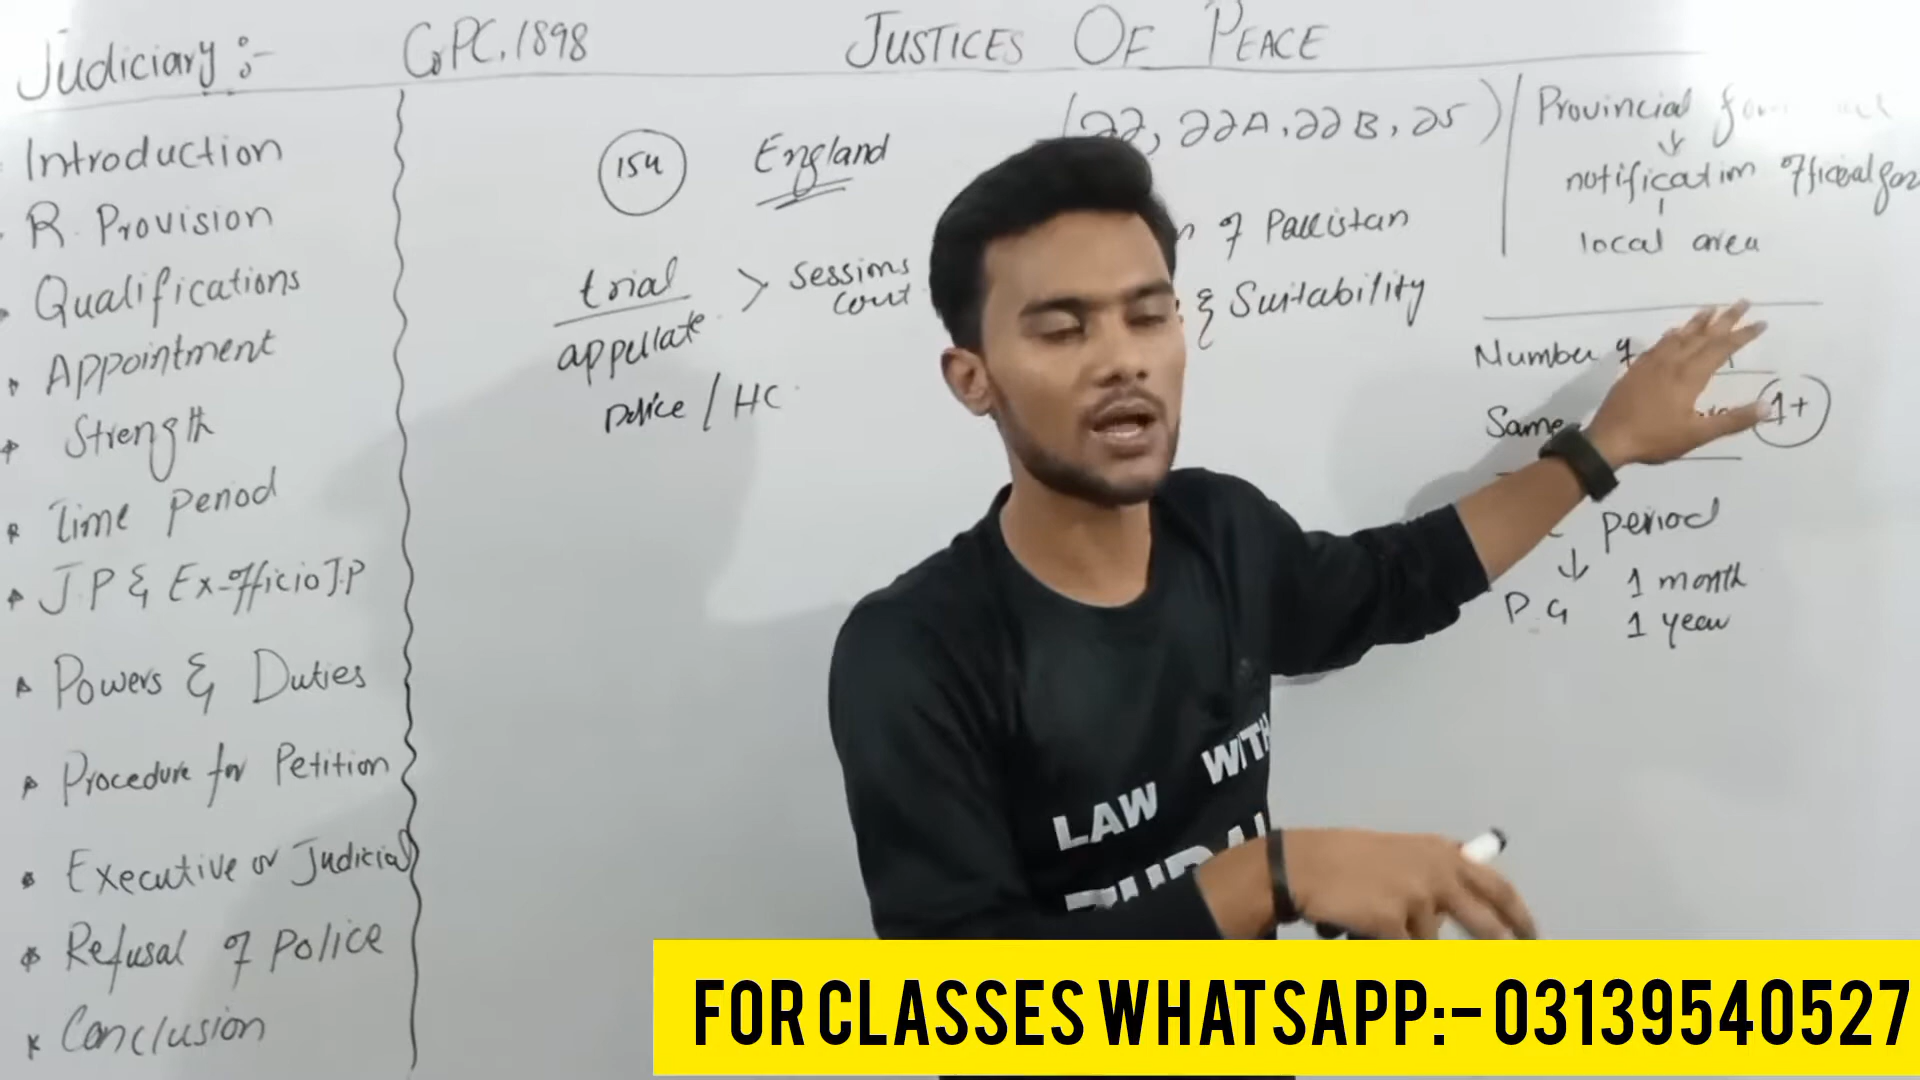 Judiciary :-
CrPC, 1898
JUSTICES OF PEACE
Introduction
R. Provision
Qualifications
Appointment
Strength
Time Period
J.P & Ex-officio J.P
Powers & Duties
Procedure for Petition
Executive or Judicial
Refusal of Police
Conclusion
154
England
trial > Sessions
Court
appellate
Police / HC
(22, 22A, 22B, 25)
of Pakistan
& Suitability
Provincial
notification official
local area
Number of
Same 1+
period
P.G 1 month
1 year
LAW WITH
FOR CLASSES WHATSAPP:- 03139540527